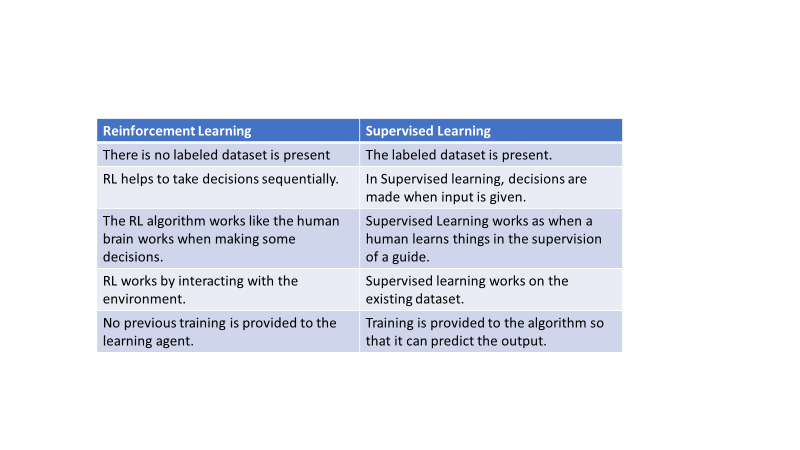 Reinforcement Learning
Supervised Learning
There is no labeled dataset is present
The labeled dataset is present.
RL helps to take decisions sequentially.
In Supervised learning, decisions are
made when input is given.
The RL algorithm works like the human
brain works when making some
decisions.
Supervised Learning works as when a
human learns things in the supervision
of a guide.
RL works by interacting with the
environment.
Supervised learning works on the
existing dataset.
No previous training is provided to the
learning agent.
Training is provided to the algorithm so
that it can predict the output.